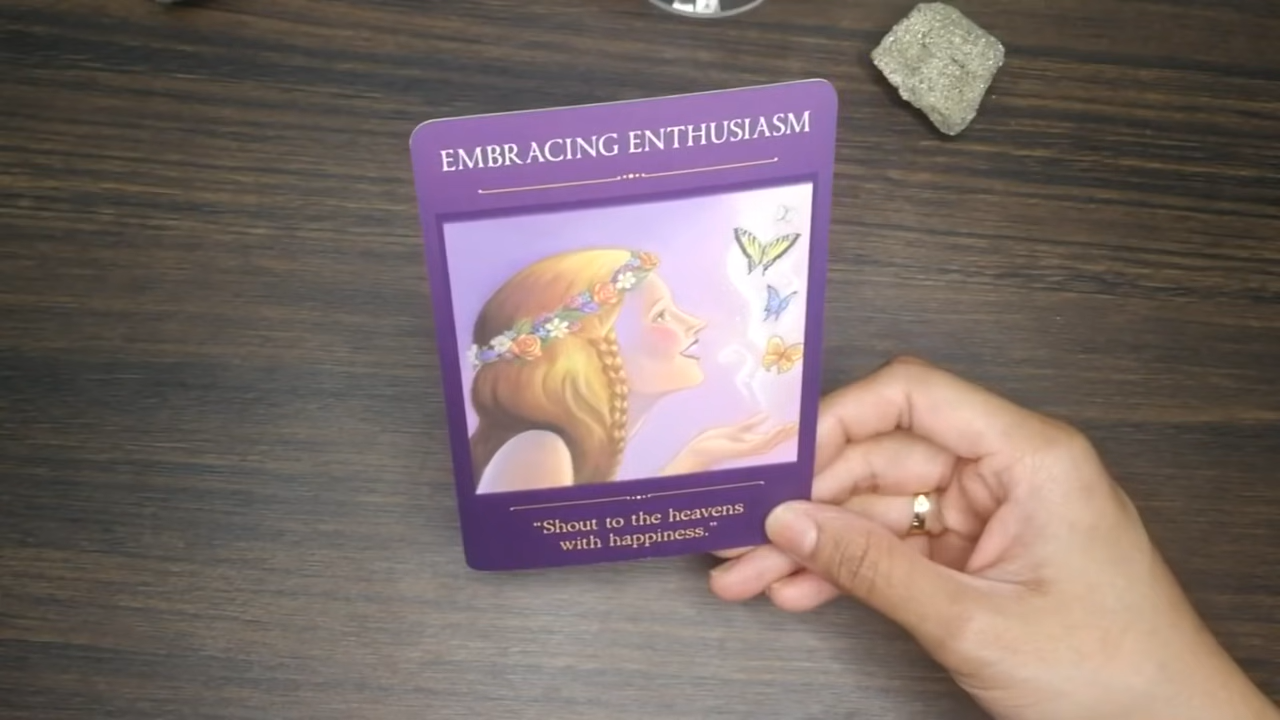 EMBRACING ENTHUSIASM
“Shout to the heavens
with happiness.”